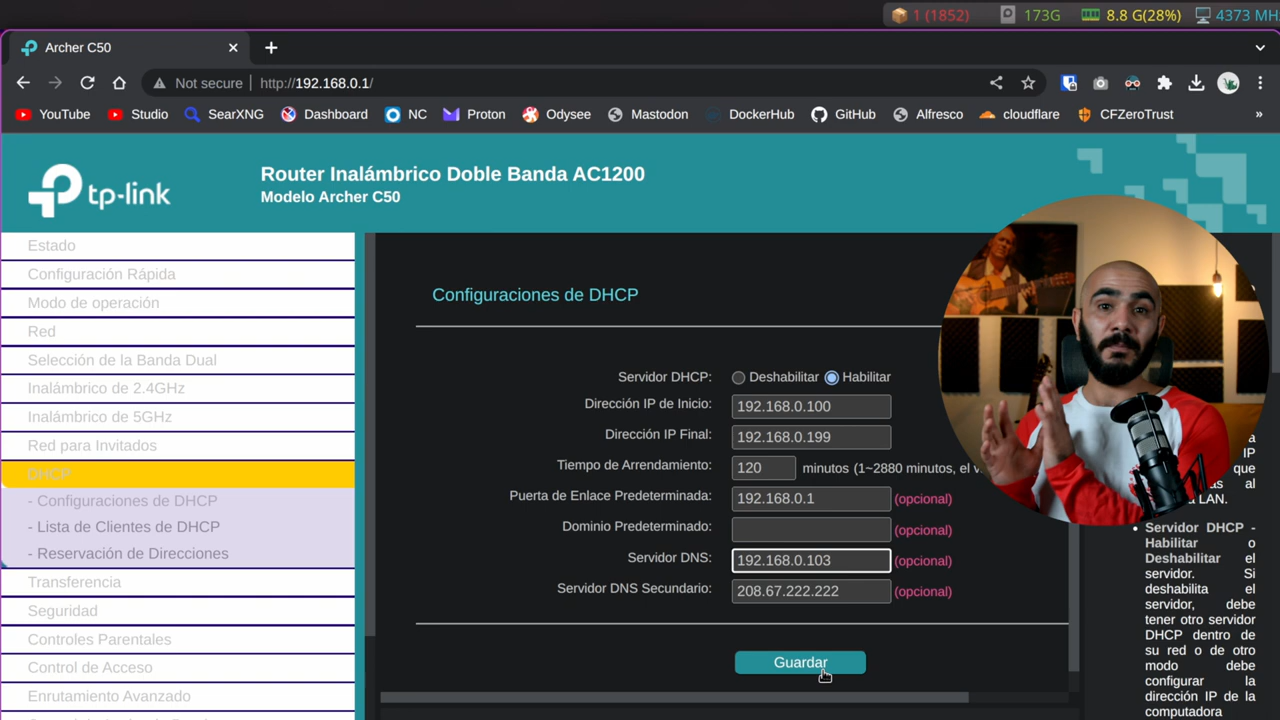 1 (1852)
173G
8.8 G(28%)
4373 MH
Archer C50
Not secure
http://192.168.0.1/
YouTube
Studio
SearXNG
Dashboard
NC
Proton
Odysee
Mastodon
DockerHub
GitHub
Alfresco
cloudflare
CFZeroTrust
»
tp-link
Router Inalámbrico Doble Banda AC1200
Modelo Archer C50
Estado
Configuración Rápida
Modo de operación
Red
Selección de la Banda Dual
Inalámbrico de 2.4GHz
Inalámbrico de 5GHz
Red para Invitados
DHCP
- Configuraciones de DHCP
- Lista de Clientes de DHCP
- Reservación de Direcciones
Transferencia
Seguridad
Controles Parentales
Control de Acceso
Enrutamiento Avanzado
Configuraciones de DHCP
Servidor DHCP: Deshabilitar Habilitar
Dirección IP de Inicio: 192.168.0.100
Dirección IP Final: 192.168.0.199
Tiempo de Arrendamiento: 120 minutos (1~2880 minutos, el v
Puerta de Enlace Predeterminada: 192.168.0.1 (opcional)
Dominio Predeterminado: (opcional)
Servidor DNS: 192.168.0.103 (opcional)
Servidor DNS Secundario: 208.67.222.222 (opcional)
Guardar
IP
que
al
LAN.
• Servidor DHCP -
Habilitar o
Deshabilitar el
servidor. Si
deshabilita el
servidor, debe
tener otro servidor
DHCP dentro de
su red o de otro
modo debe
configurar la
dirección IP de la
computadora